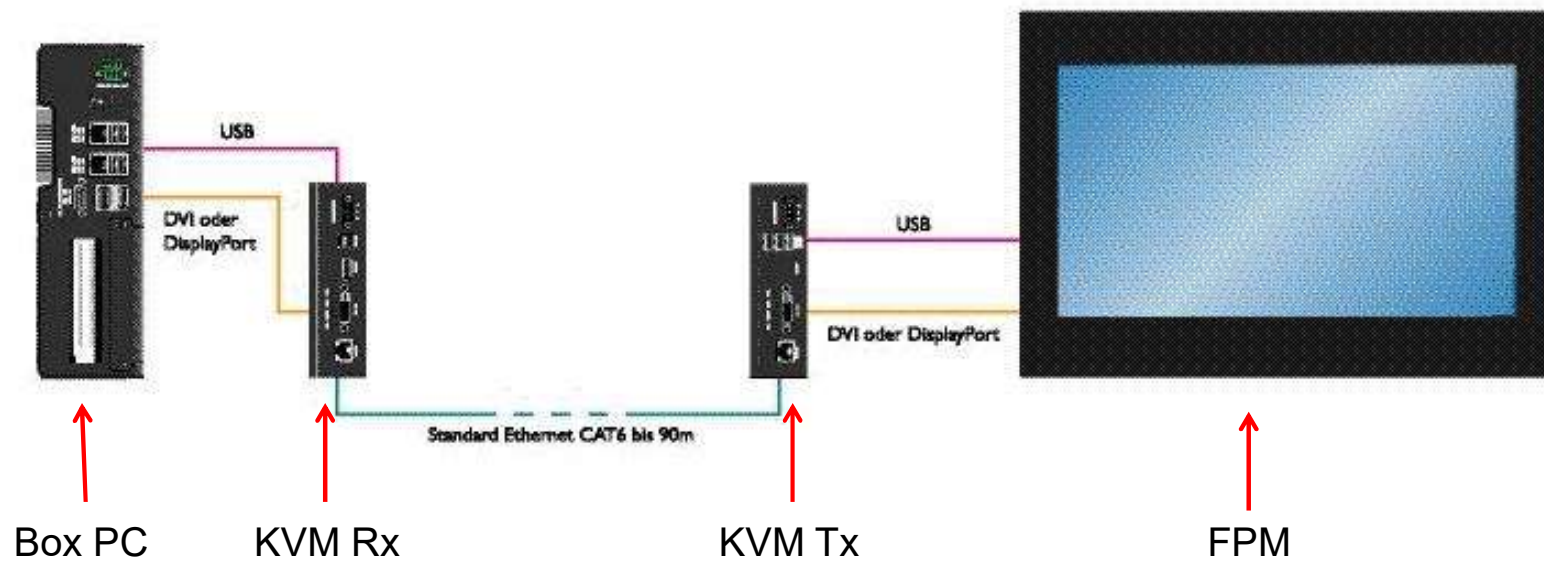 USB
DVI oder
DisplayPort
USB
DVI oder DisplayPort
Standard Ethernet CAT6 bis 90m
Box PC
KVM Rx
KVM Tx
FPM